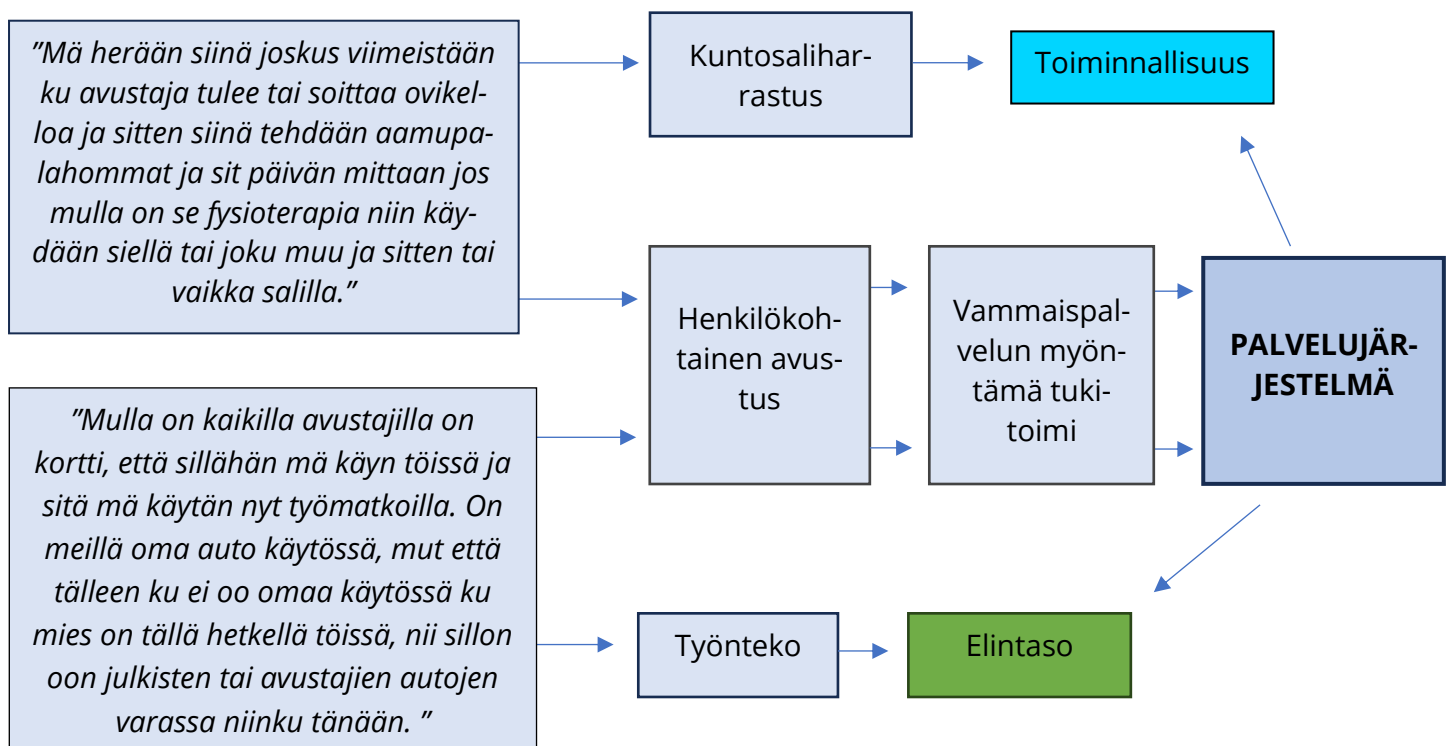 ”Mä herään siinä joskus viimeistään
ku avustaja tulee tai soittaa ovikel-
loa ja sitten siinä tehdään aamupa-
lahommat ja sit päivän mittaan jos
mulla on se fysioterapia niin käy-
dään siellä tai joku muu ja sitten tai
vaikka salilla.”
Kuntosalihar-
rastus
Toiminnallisuus
Henkilökoh-
tainen avus-
tus
Vammaispal-
velun myön-
tämä tuki-
toimi
PALVELUJÄR-
JESTELMÄ
”Mulla on kaikilla avustajilla on
kortti, että sillähän mä käyn töissä ja
sitä mä käytän nyt työmatkoilla. On
meillä oma auto käytössä, mut että
tälleen ku ei oo omaa käytössä ku
mies on tällä hetkellä töissä, nii sillon
oon julkisten tai avustajien autojen
varassa niinku tänään. ”
Työnteko
Elintaso